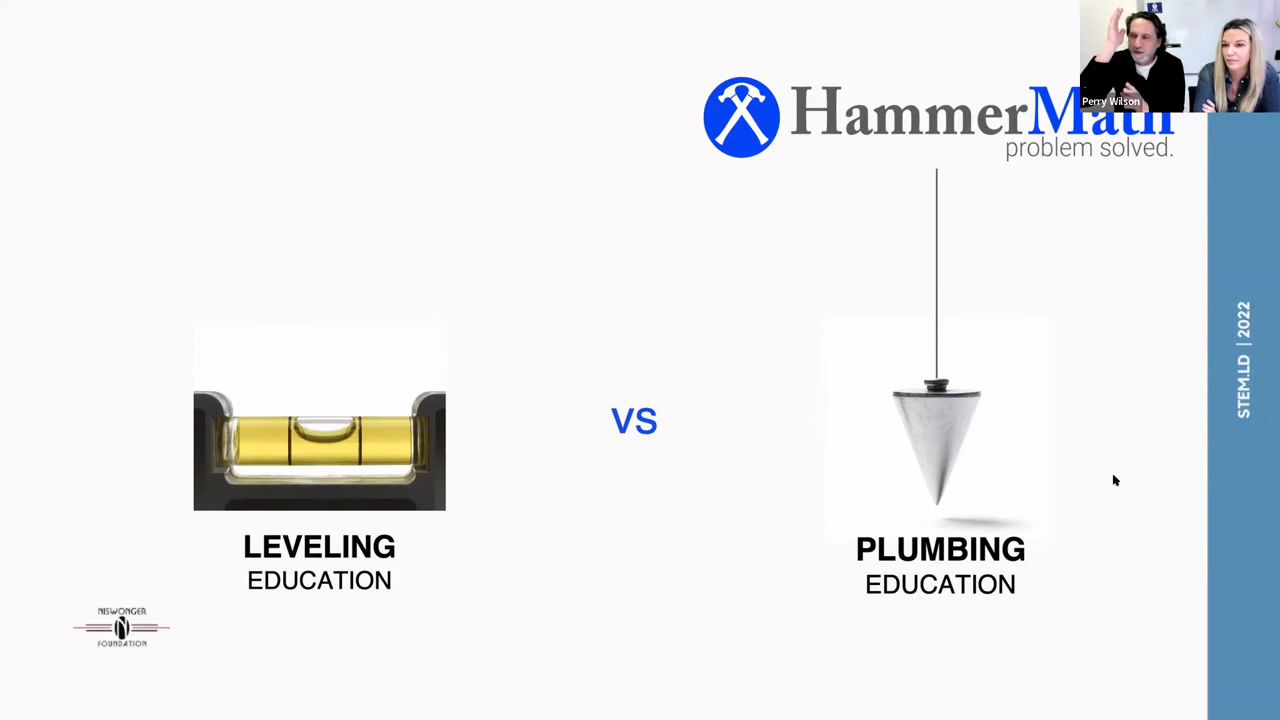 Perry Wilson
HammerMath
problem solved.
STEM.LD | 2022
VS
LEVELING
EDUCATION
PLUMBING
EDUCATION
NISWONGER
FOUNDATION